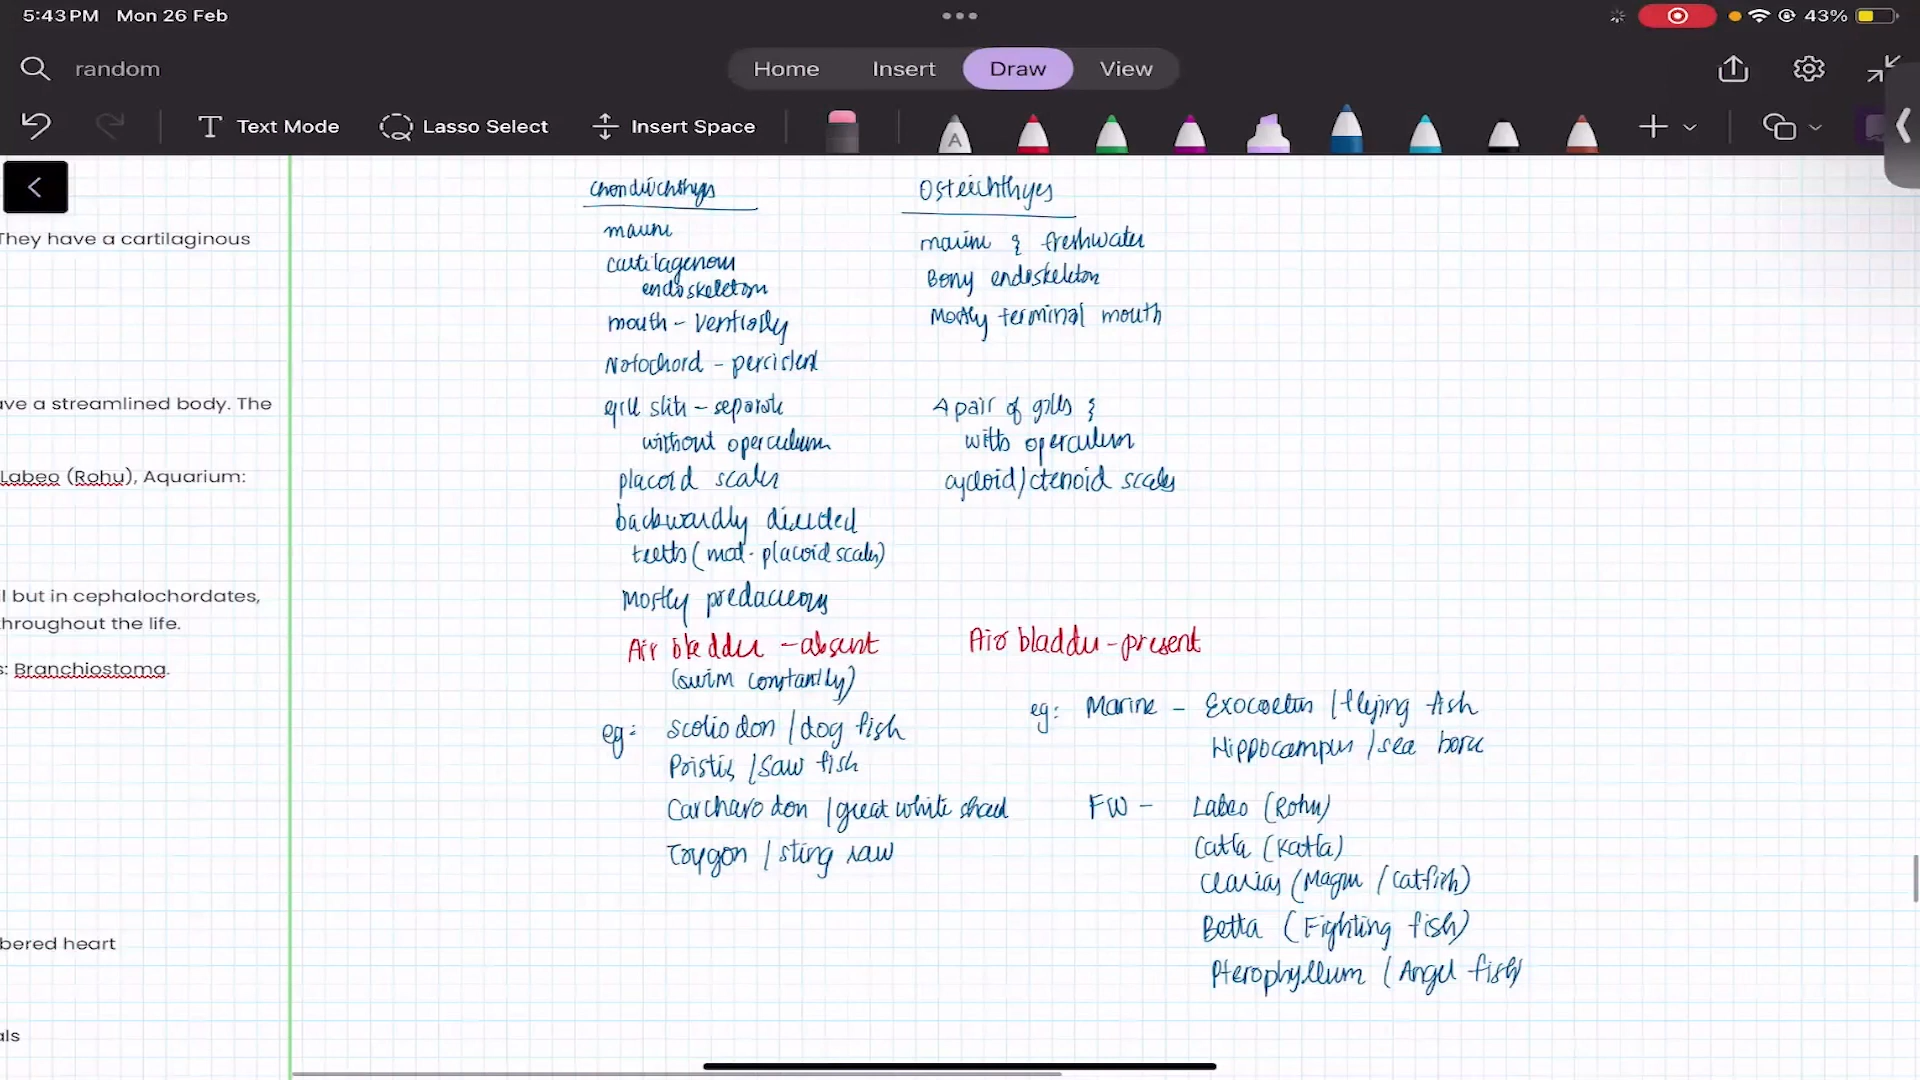 5:43 PM Mon 26 Feb
43%
random
Home Insert Draw View
Text Mode Lasso Select Insert Space
A
They have a cartilaginous
ave a streamlined body. The
Labeo (Rohu), Aquarium:
l but in cephalochordates,
throughout the life.
s: Branchiostoma.
bered heart
als
Chondrichthyes
marine
cartilagenous
endoskeleton
mouth - Ventrally
Notochord - percistent
gill slits - separate
without operculum
placoid scales
backwardly directed
teeth (mod. placoid scales)
Mostly predaceous
Air bladder - absent
(swim constantly)
eg: Scoliodon / dog fish
Pristis / Saw fish
Carcharodon / great white shark
Trygon / sting raw
Osteichthyes
marine & freshwater
Bony endoskeleton
Mostly terminal mouth
4 pair of gills &
with operculum
cycloid/ctenoid scales
Air bladder - present
eg: Marine - Exocoetus / flying fish
Hippocampus / sea horse
FW - Labeo (Rohu)
Catla (Katla)
Clarias (Magur / Catfish)
Betta (Fighting fish)
Pterophyllum (Angel fish)